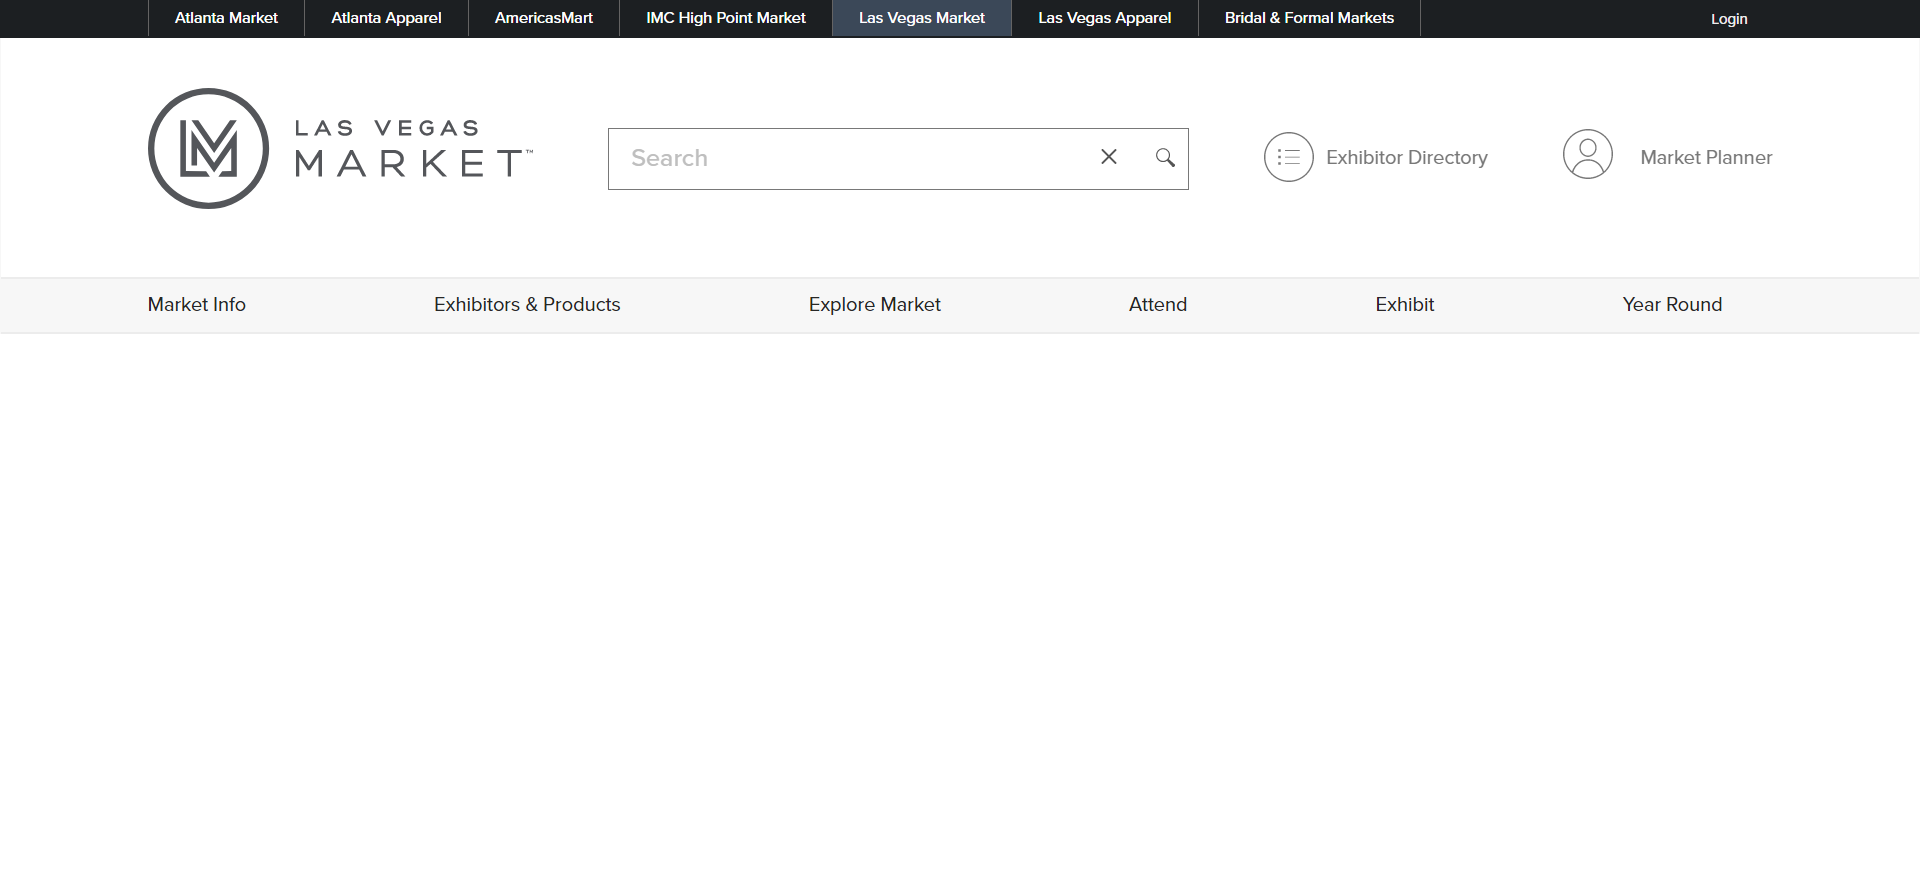 Atlanta Market
Atlanta Apparel
AmericasMart
IMC High Point Market
Las Vegas Market
Las Vegas Apparel
Bridal & Formal Markets
Login
LAS VEGAS
MARKET™
Search
Exhibitor Directory
Market Planner
Market Info
Exhibitors & Products
Explore Market
Attend
Exhibit
Year Round